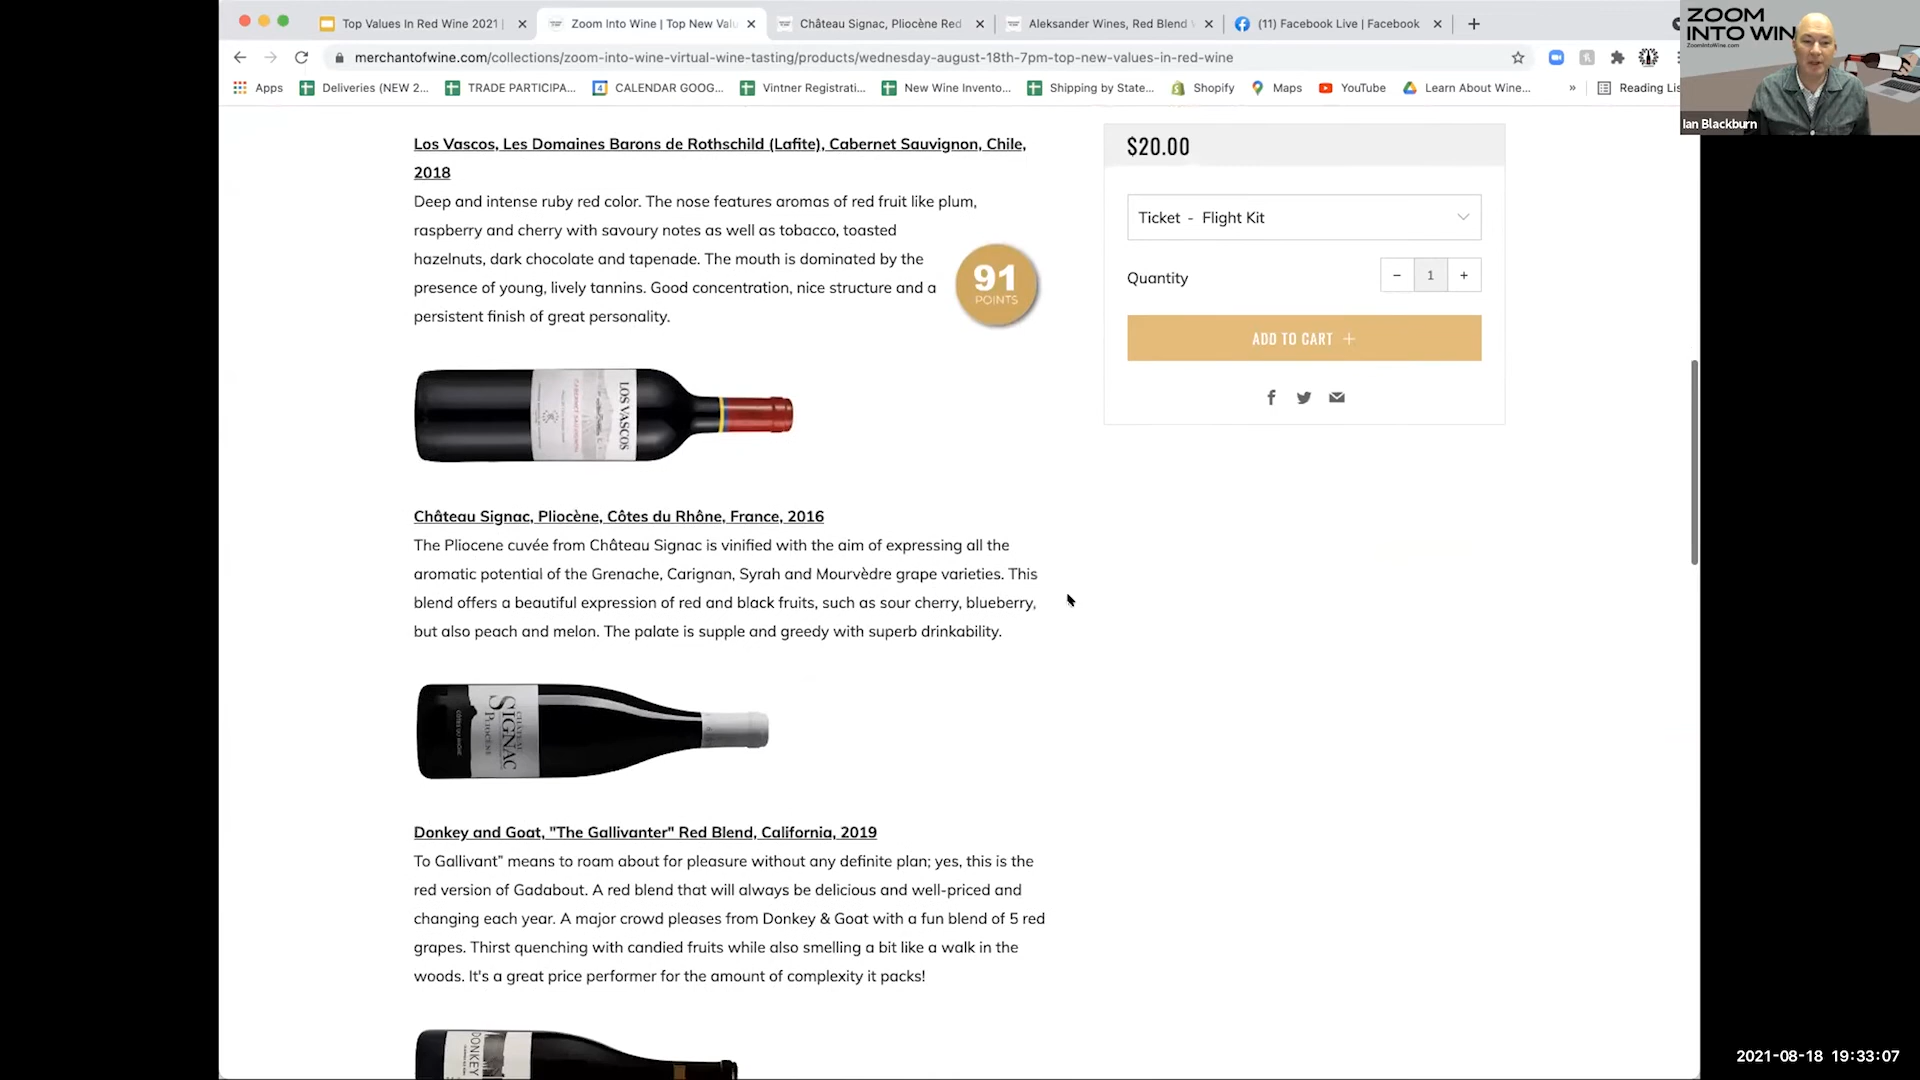 Top Values In Red Wine 2021 |
Zoom Into Wine | Top New Valu
Château Signac, Pliocène Red
Aleksander Wines, Red Blend
(11) Facebook Live | Facebook
merchantofwine.com/collections/zoom-into-wine-virtual-wine-tasting/products/wednesday-august-18th-7pm-top-new-values-in-red-wine
Apps
Deliveries (NEW 2...
TRADE PARTICIPA...
CALENDAR GOOG...
Vintner Registrati...
New Wine Invento...
Shipping by State...
Shopify
Maps
YouTube
Learn About Wine...
»
Reading Lis
ZOOM
INTO WIN
ZoomIntoWine.com
Ian Blackburn
Los Vascos, Les Domaines Barons de Rothschild (Lafite), Cabernet Sauvignon, Chile,
2018
Deep and intense ruby red color. The nose features aromas of red fruit like plum,
raspberry and cherry with savoury notes as well as tobacco, toasted
hazelnuts, dark chocolate and tapenade. The mouth is dominated by the
presence of young, lively tannins. Good concentration, nice structure and a
persistent finish of great personality.
91
POINTS
LOS VASCOS
CABERNET SAUVIGNON
Château Signac, Pliocène, Côtes du Rhône, France, 2016
The Pliocene cuvée from Château Signac is vinified with the aim of expressing all the
aromatic potential of the Grenache, Carignan, Syrah and Mourvèdre grape varieties. This
blend offers a beautiful expression of red and black fruits, such as sour cherry, blueberry,
but also peach and melon. The palate is supple and greedy with superb drinkability.
CHÂTEAU
SIGNAC
PLIOCÈNE
CÔTES DU RHÔNE
Donkey and Goat, "The Gallivanter" Red Blend, California, 2019
To Gallivant” means to roam about for pleasure without any definite plan; yes, this is the
red version of Gadabout. A red blend that will always be delicious and well-priced and
changing each year. A major crowd pleases from Donkey & Goat with a fun blend of 5 red
grapes. Thirst quenching with candied fruits while also smelling a bit like a walk in the
woods. It's a great price performer for the amount of complexity it packs!
DONKEY
$20.00
Ticket - Flight Kit
Quantity
− 1 +
ADD TO CART +
2021-08-18 19:33:07